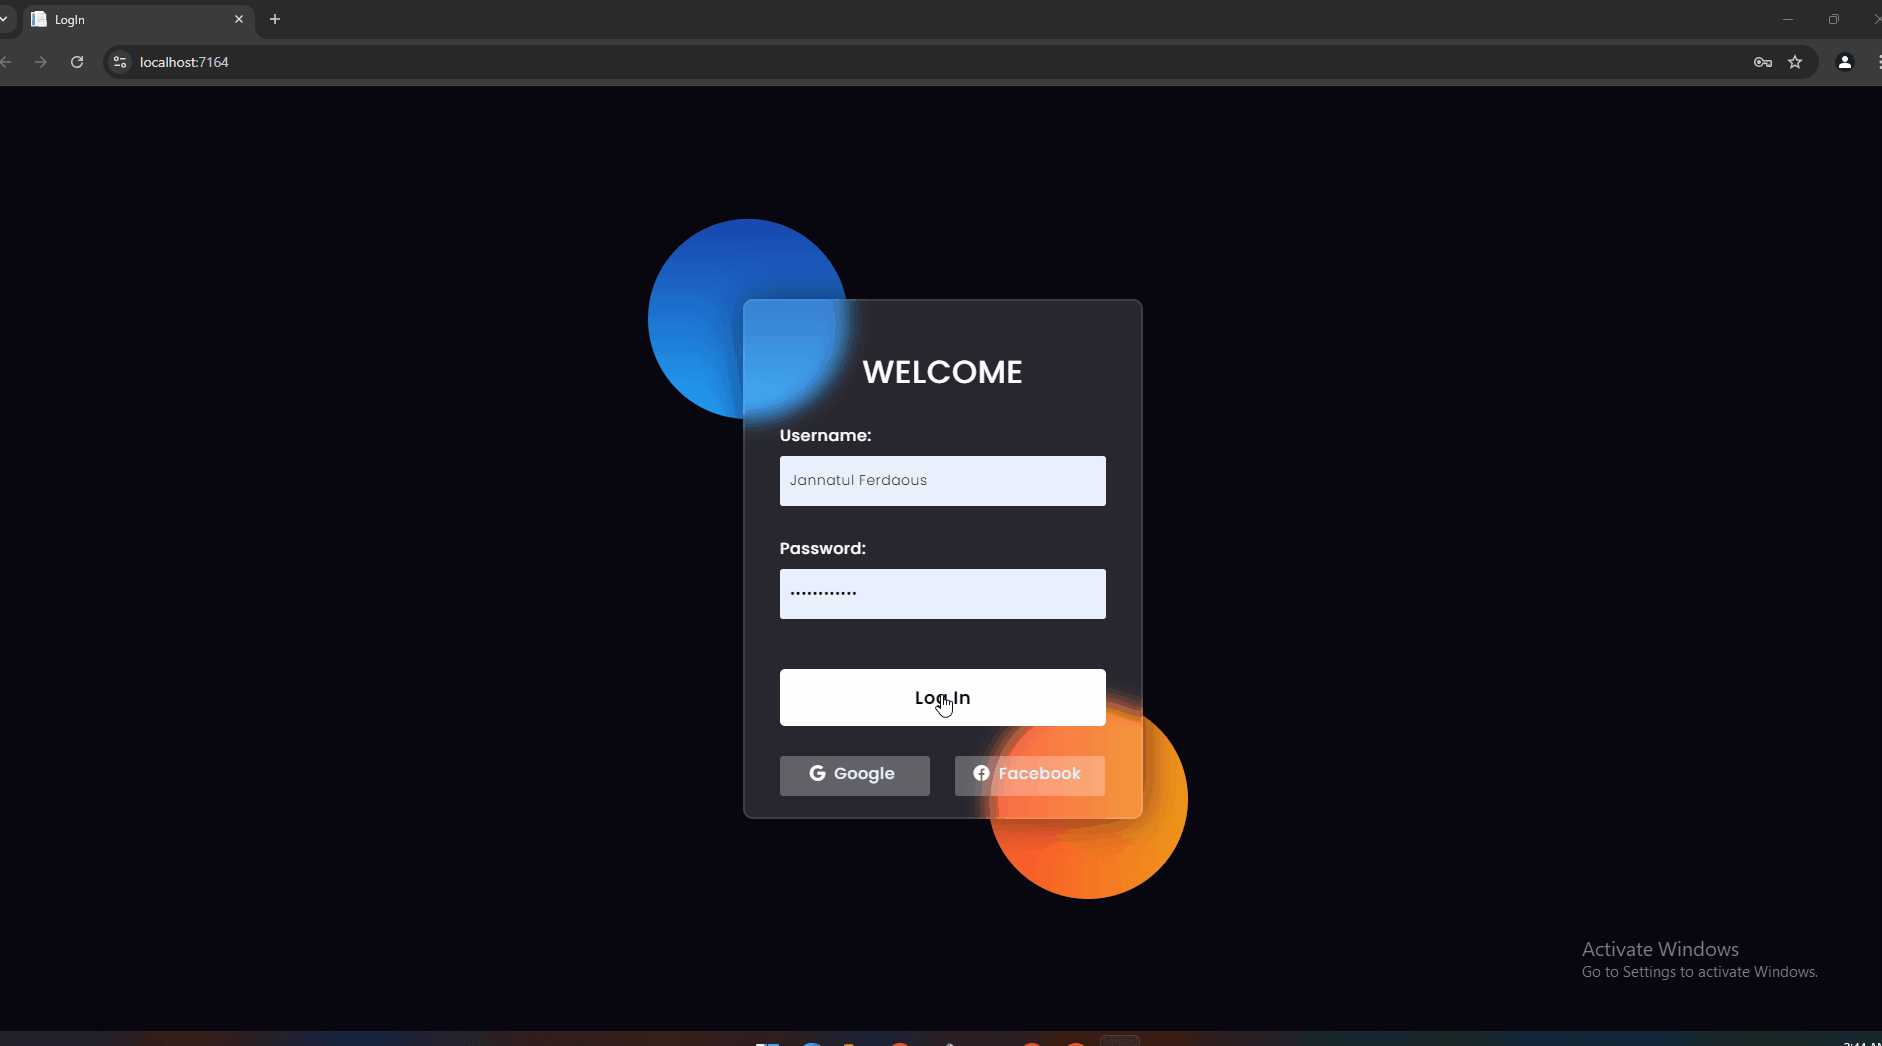 LogIn
localhost:7164
WELCOME
Username:
Jannatul Ferdaous
Password:
••••••••••••
Log In
Google
Facebook
Activate Windows
Go to Settings to activate Windows.